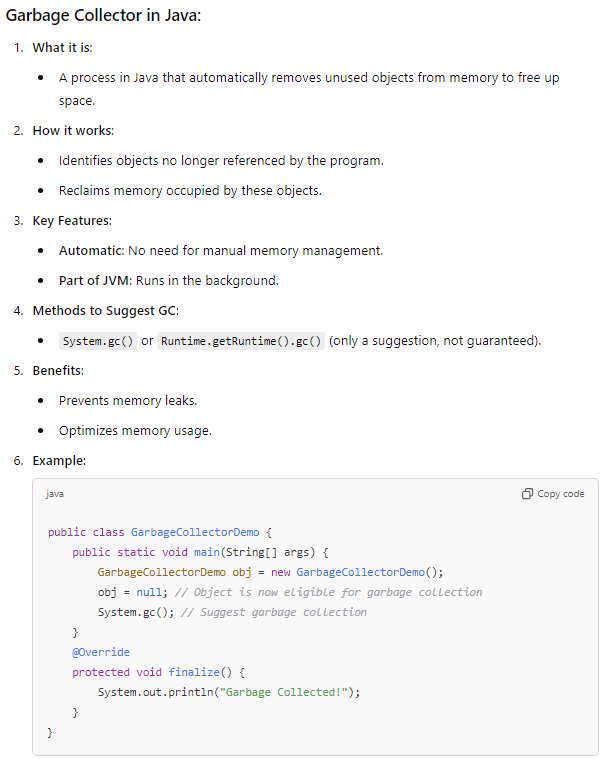 Garbage Collector in Java:
1. What it is:
• A process in Java that automatically removes unused objects from memory to free up
space.
2. How it works:
• Identifies objects no longer referenced by the program.
• Reclaims memory occupied by these objects.
3. Key Features:
• Automatic: No need for manual memory management.
• Part of JVM: Runs in the background.
4. Methods to Suggest GC:
• System.gc() or Runtime.getRuntime().gc() (only a suggestion, not guaranteed).
5. Benefits:
• Prevents memory leaks.
• Optimizes memory usage.
6. Example:
java Copy code
public class GarbageCollectorDemo {
    public static void main(String[] args) {
        GarbageCollectorDemo obj = new GarbageCollectorDemo();
        obj = null; // Object is now eligible for garbage collection
        System.gc(); // Suggest garbage collection
    }
    @Override
    protected void finalize() {
        System.out.println("Garbage Collected!");
    }
}